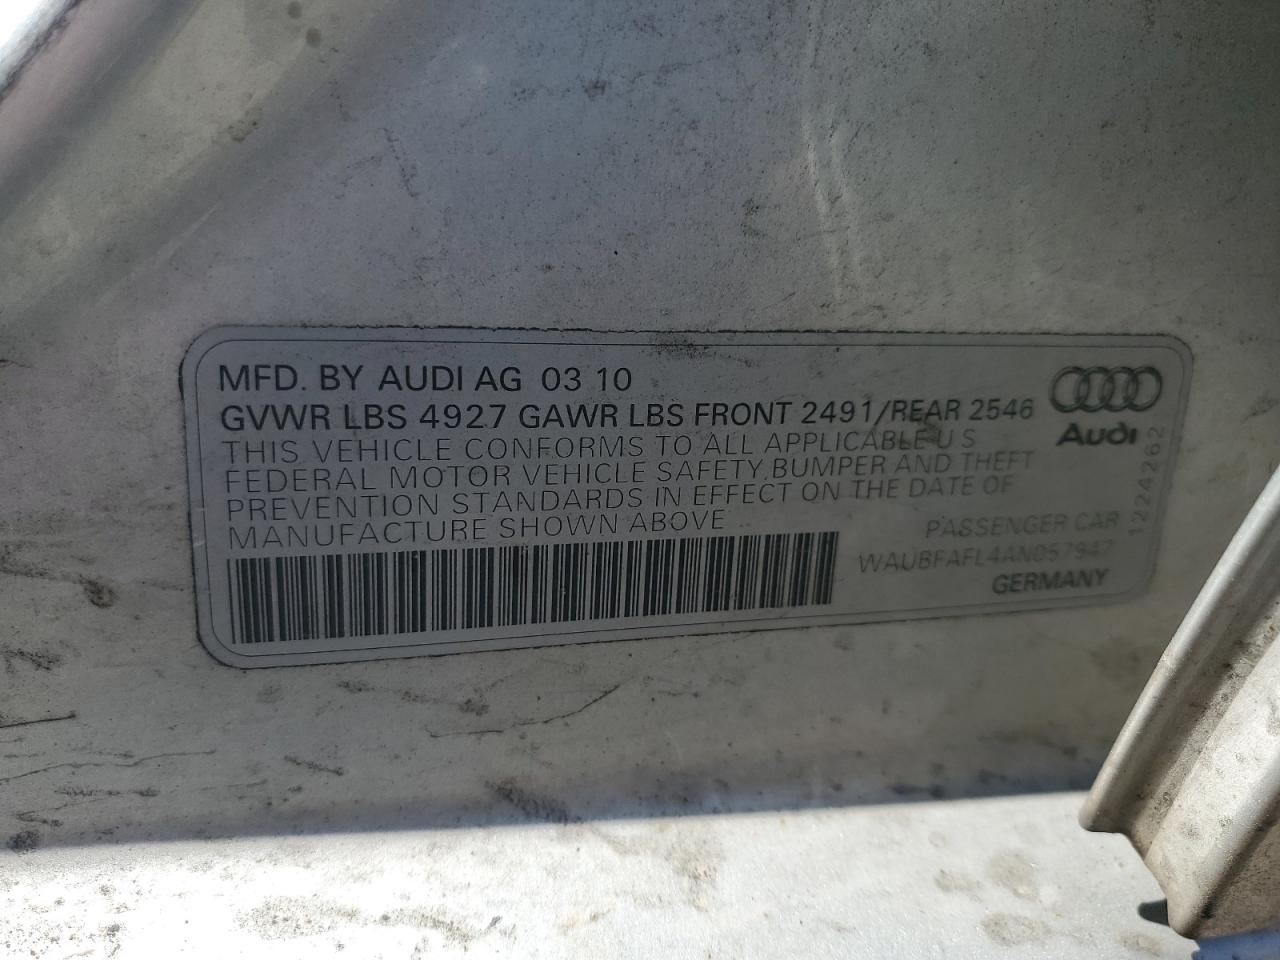 MFD. BY AUDI AG 03 10
GVWR LBS 4927 GAWR LBS FRONT 2491/REAR 2546
THIS VEHICLE CONFORMS TO ALL APPLICABLE U S
FEDERAL MOTOR VEHICLE SAFETY, BUMPER AND THEFT
PREVENTION STANDARDS IN EFFECT ON THE DATE OF
MANUFACTURE SHOWN ABOVE
PASSENGER CAR
WAUBFAFL4AN057947
GERMANY
Audi
1224262